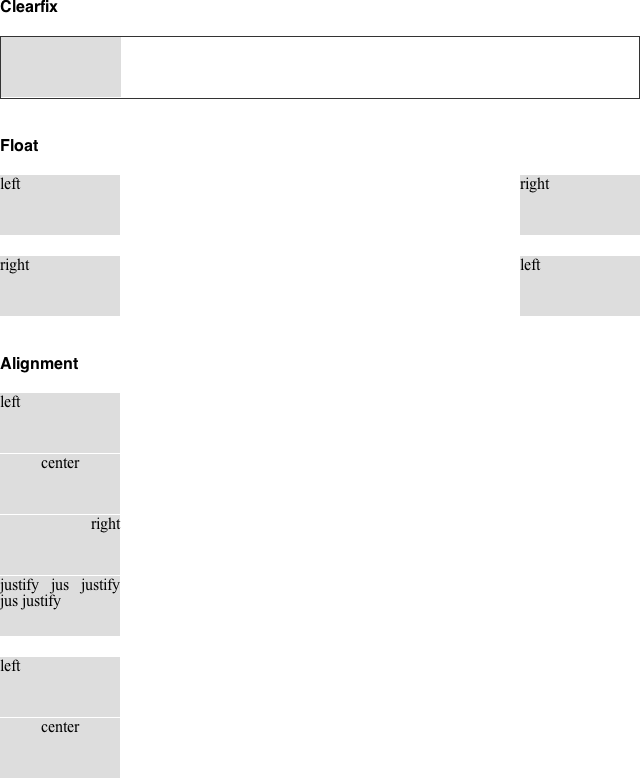 Clearfix
Float
left
right
right
left
Alignment
left
center
right
justify jus justify
jus justify
left
center